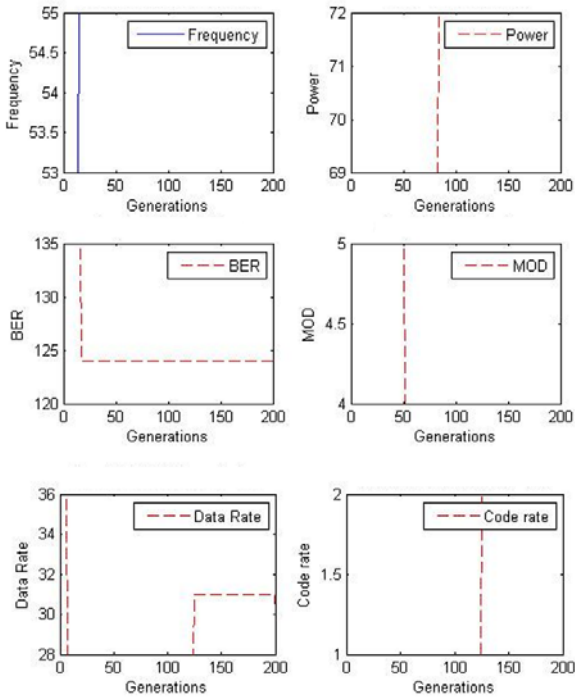 55
54.5
54
53.5
53
Frequency
Frequency
0 50 100 150 200
Generations
72
71
70
69
Power
Power
0 50 100 150 200
Generations
135
130
125
120
BER
BER
0 50 100 150 200
Generations
5
4.5
4
MOD
MOD
0 50 100 150 200
Generations
36
34
32
30
28
Data Rate
Data Rate
0 50 100 150 200
Generations
2
1.5
1
Code rate
Code rate
0 50 100 150 200
Generations